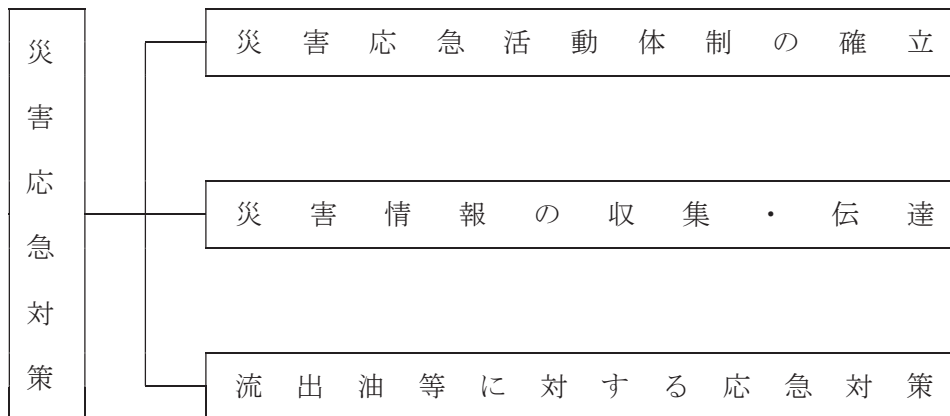 災害応急対策
災害応急活動体制の確立
災害情報の収集・伝達
流出油等に対する応急対策